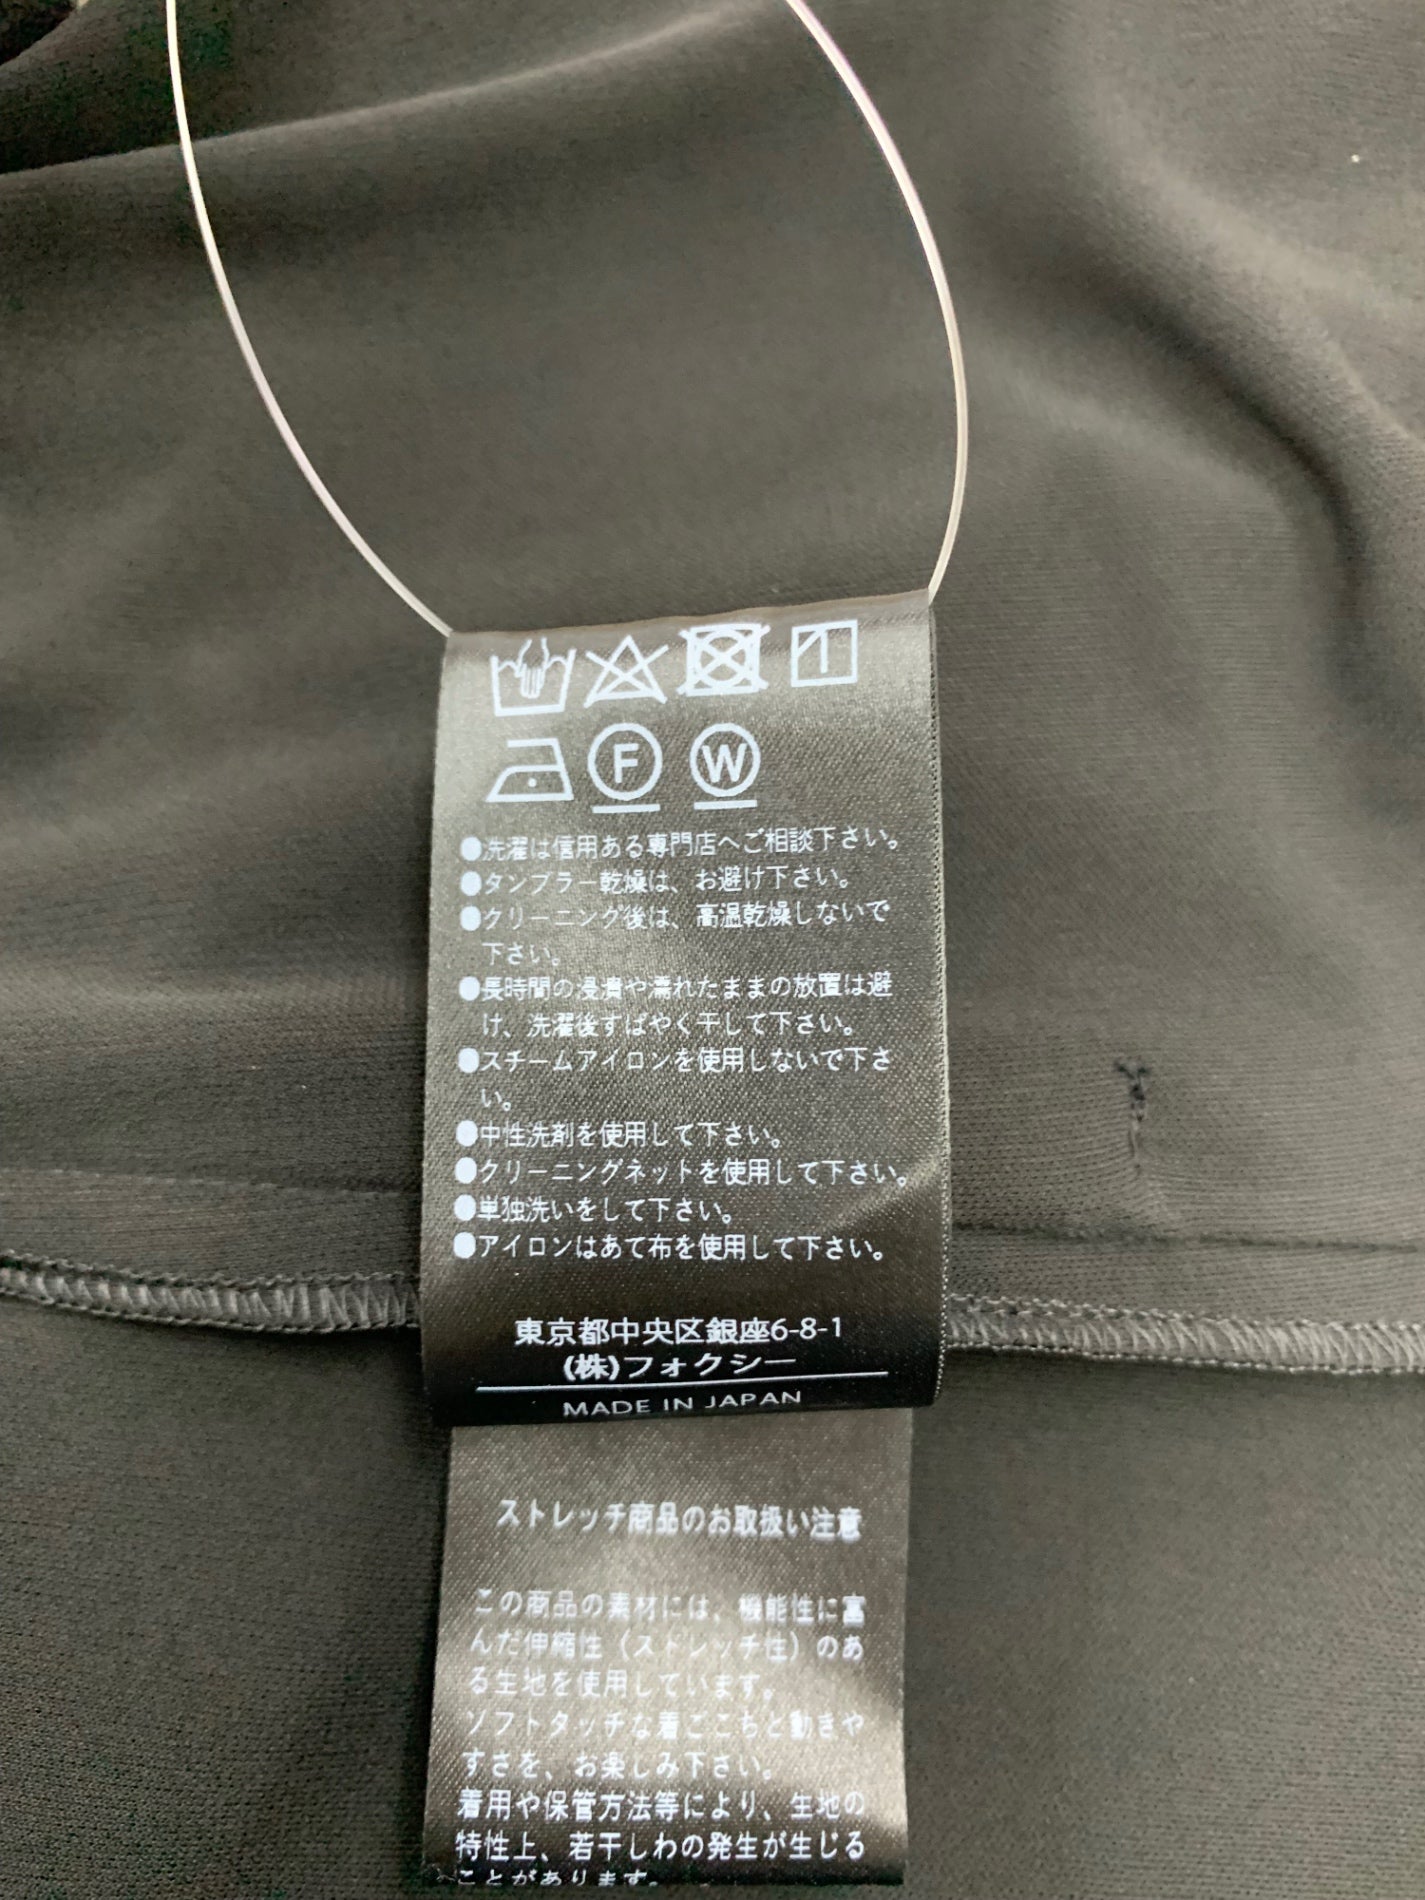 F W
●洗濯は信用ある専門店へご相談下さい。
●タンブラー乾燥は、お避け下さい。
●クリーニング後は、高温乾燥しないで
下さい。
●長時間の浸漬や濡れたままの放置は避
け、洗濯後すばやく干して下さい。
●スチームアイロンを使用しないで下さ
い。
●中性洗剤を使用して下さい。
●クリーニングネットを使用して下さい。
●単独洗いをして下さい。
●アイロンはあて布を使用して下さい。
東京都中央区銀座6-8-1
(株)フォクシー
MADE IN JAPAN
ストレッチ商品のお取扱い注意
この商品の素材には、機能性に富
んだ伸縮性（ストレッチ性）のあ
る生地を使用しています。
ソフトタッチな着ごこちと動きや
すさを、お楽しみ下さい。
着用や保管方法等により、生地の
特性上、若干しわの発生が生じる
ことがあります。